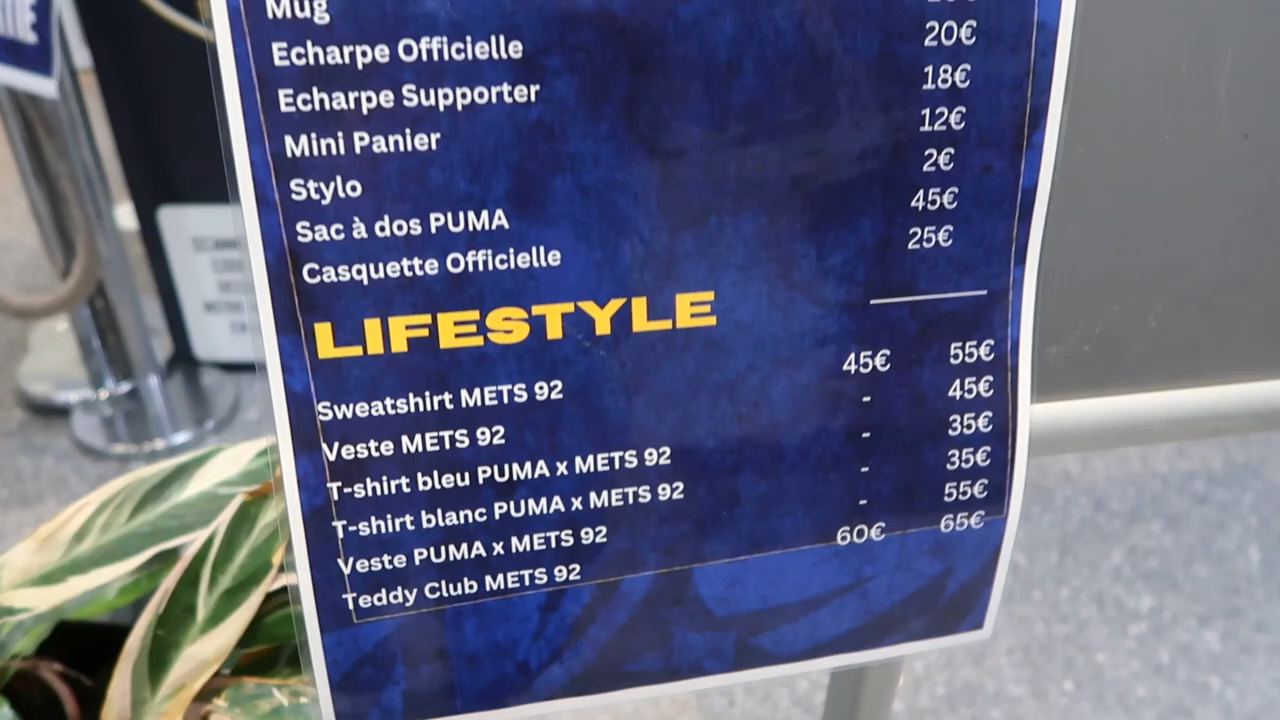 Mug
Echarpe Officielle 20€
Echarpe Supporter 18€
Mini Panier 12€
Stylo 2€
Sac à dos PUMA 45€
Casquette Officielle 25€
LIFESTYLE
Sweatshirt METS 92 45€ 55€
Veste METS 92 - 45€
T-shirt bleu PUMA x METS 92 - 35€
T-shirt blanc PUMA x METS 92 - 35€
Veste PUMA x METS 92 - 55€
Teddy Club METS 92 60€ 65€